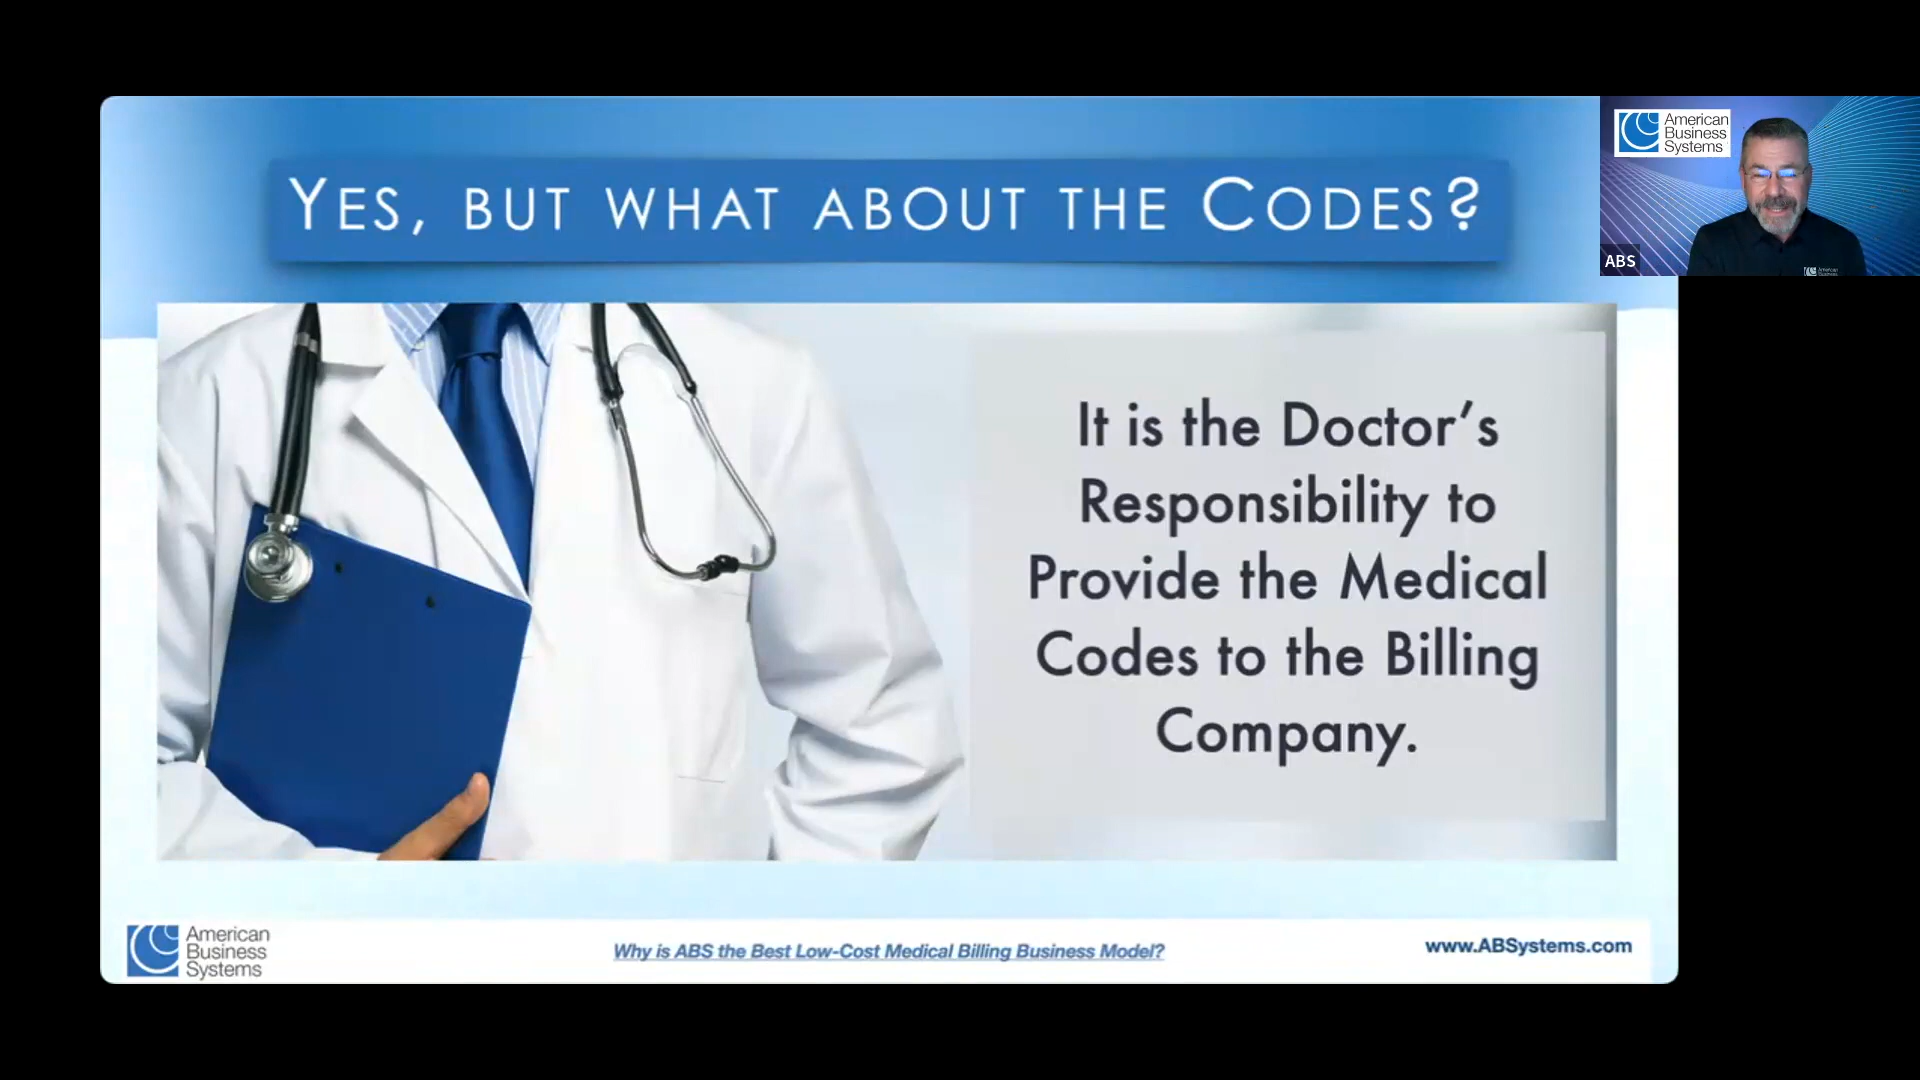 YES, BUT WHAT ABOUT THE CODES?
American
Business
Systems
American
Business
ABS
It is the Doctor's
Responsibility to
Provide the Medical
Codes to the Billing
Company.
American
Business
Systems
Why is ABS the Best Low-Cost Medical Billing Business Model?
www.ABSystems.com